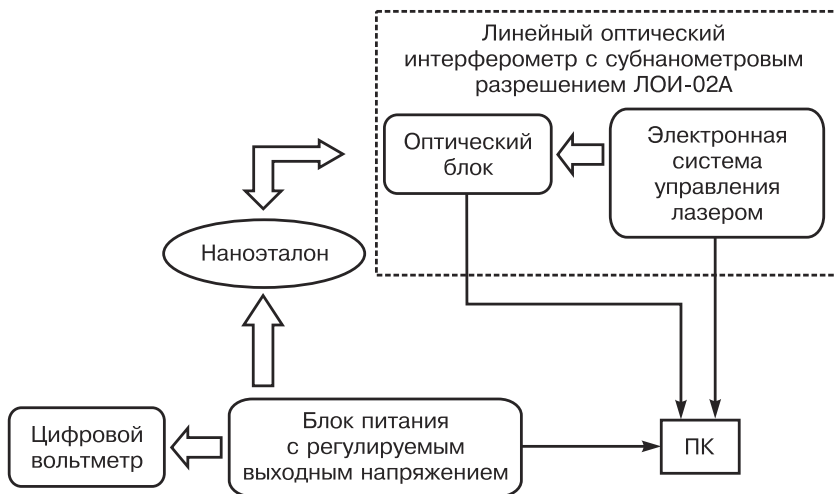 Линейный оптический
интерферометр с субнанометровым
разрешением ЛОИ-02А
Оптический
блок
Электронная
система
управления
лазером
Наноэталон
Цифровой
вольтметр
Блок питания
с регулируемым
выходным напряжением
ПК